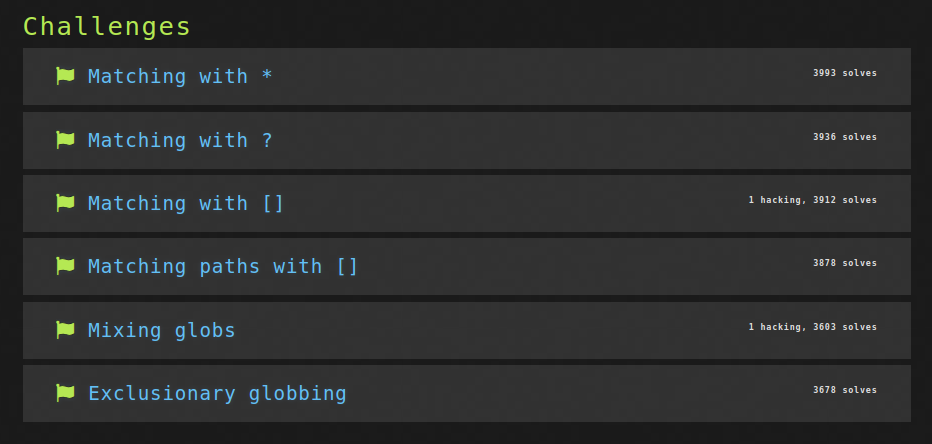 Challenges
Matching with *
3993 solves
Matching with ?
3936 solves
Matching with []
1 hacking, 3912 solves
Matching paths with []
3878 solves
Mixing globs
1 hacking, 3603 solves
Exclusionary globbing
3678 solves